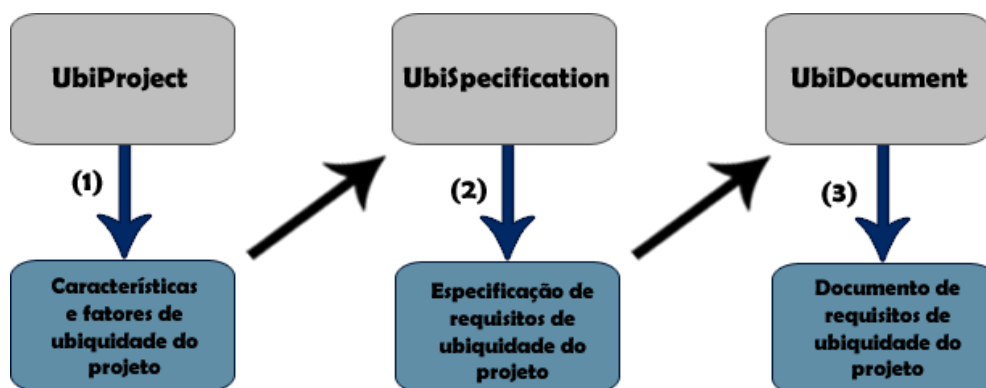 UbiProject
UbiSpecification
UbiDocument
(1)
(2)
(3)
Características
e fatores de
ubiquidade do
projeto
Especificação de
requisitos de
ubiquidade do
projeto
Documento de
requisitos de
ubiquidade do
projeto